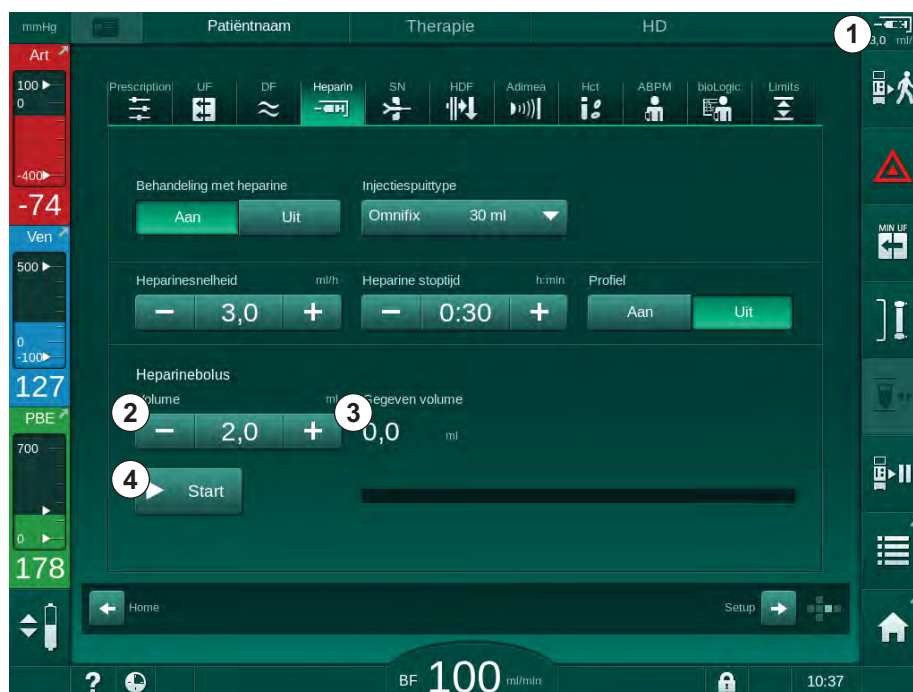 mmHg Patiëntnaam Therapie HD
1
3,0 ml/
Art
100
0
-400
-74
Ven
500
0
-100
127
PBE
700
0
178
Prescription UF DF Heparin SN HDF Adimea Hct ABPM bioLogic Limits
Behandeling met heparine Injectiespuittype
Aan Uit Omnifix 30 ml
Heparinesnelheid ml/h Heparine stoptijd h:min Profiel
− 3,0 + − 0:30 + Aan Uit
Heparinebolus
Volume ml Gegeven volume
2 − 2,0 + 3 0,0 ml
4 Start
Home Setup
MIN UF
? BF 100 ml/min 10:37